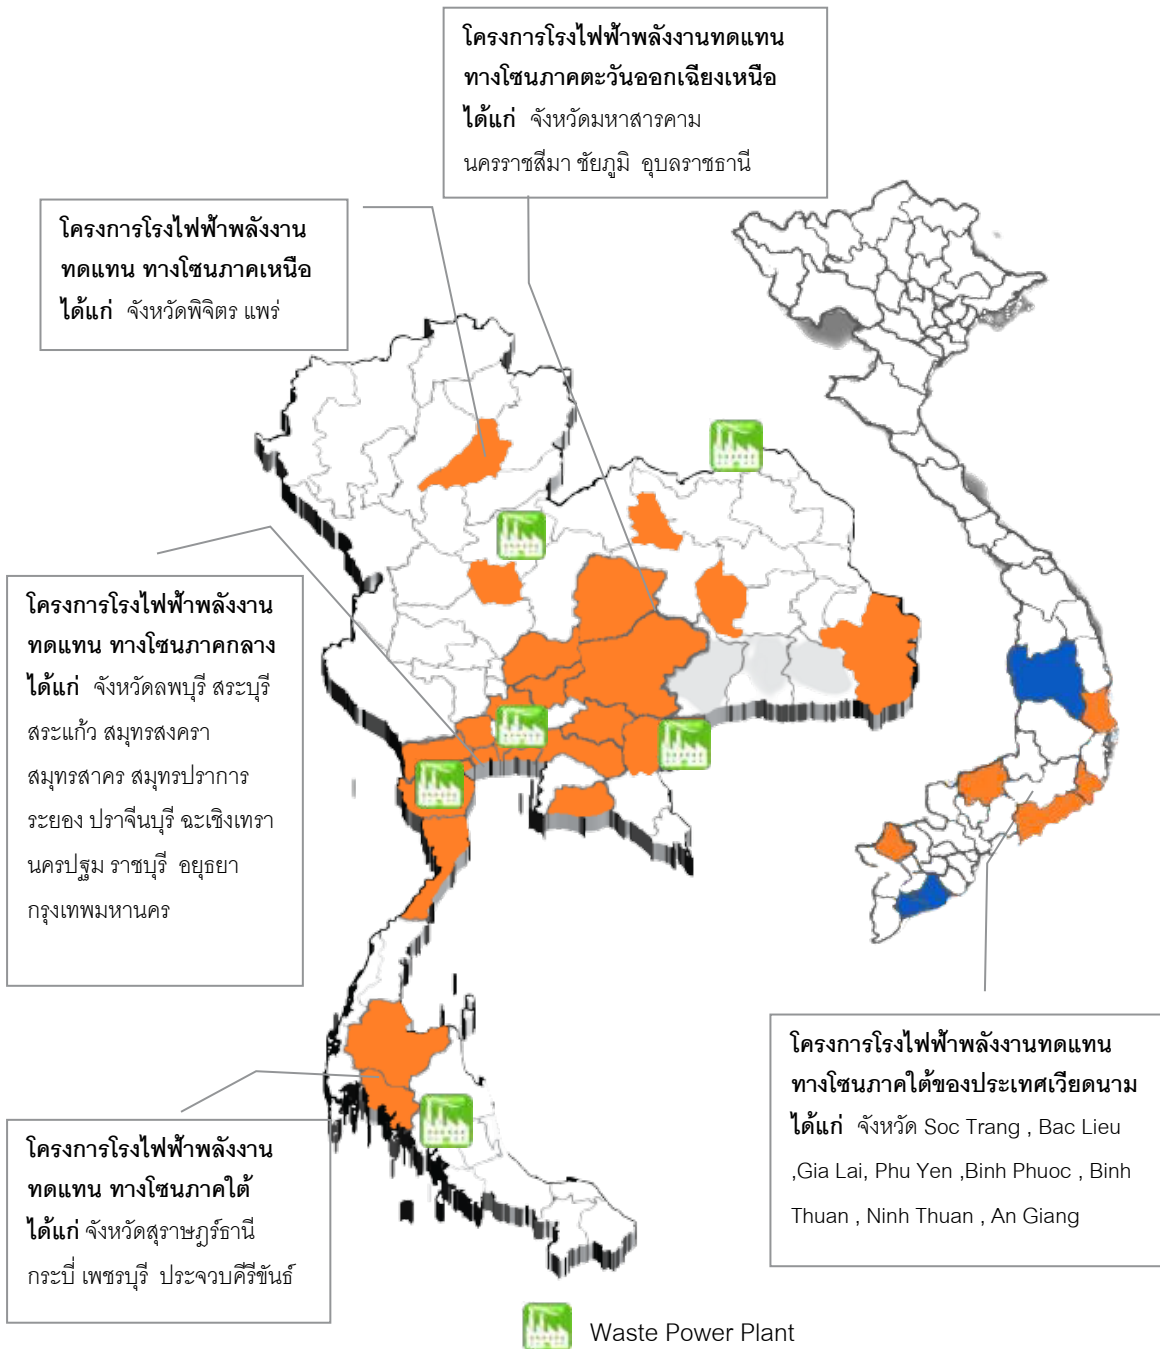 โครงการโรงไฟฟ้าพลังงานทดแทน
ทางโซนภาคตะวันออกเฉียงเหนือ
ได้แก่ จังหวัดมหาสารคาม
นครราชสีมา ชัยภูมิ อุบลราชธานี
โครงการโรงไฟฟ้าพลังงาน
ทดแทน ทางโซนภาคเหนือ
ได้แก่ จังหวัดพิจิตร แพร่
โครงการโรงไฟฟ้าพลังงาน
ทดแทน ทางโซนภาคกลาง
ได้แก่ จังหวัดลพบุรี สระบุรี
สระแก้ว สมุทรสงครา
สมุทรสาคร สมุทรปราการ
ระยอง ปราจีนบุรี ฉะเชิงเทรา
นครปฐม ราชบุรี อยุธยา
กรุงเทพมหานคร
โครงการโรงไฟฟ้าพลังงานทดแทน
ทางโซนภาคใต้ของประเทศเวียดนาม
ได้แก่ จังหวัด Soc Trang , Bac Lieu
,Gia Lai, Phu Yen ,Binh Phuoc , Binh
Thuan , Ninh Thuan , An Giang
โครงการโรงไฟฟ้าพลังงาน
ทดแทน ทางโซนภาคใต้
ได้แก่ จังหวัดสุราษฎร์ธานี
กระบี่ เพชรบุรี ประจวบคีรีขันธ์
Waste Power Plant